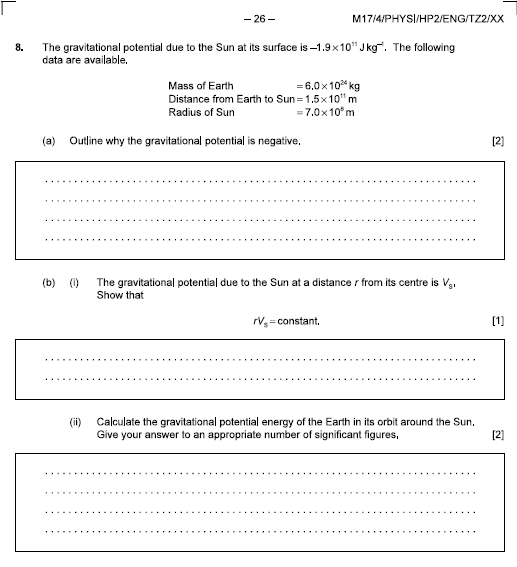 – 26 –
M17/4/PHYSI/HP2/ENG/TZ2/XX
8. The gravitational potential due to the Sun at its surface is –1.9×10¹¹ J kg⁻¹. The following
data are available.
Mass of Earth = 6.0×10²⁴ kg
Distance from Earth to Sun = 1.5×10¹¹ m
Radius of Sun = 7.0×10⁸ m
(a) Outline why the gravitational potential is negative. [2]
(b) (i) The gravitational potential due to the Sun at a distance r from its centre is Vₛ.
Show that
rVₛ = constant. [1]
(ii) Calculate the gravitational potential energy of the Earth in its orbit around the Sun.
Give your answer to an appropriate number of significant figures. [2]